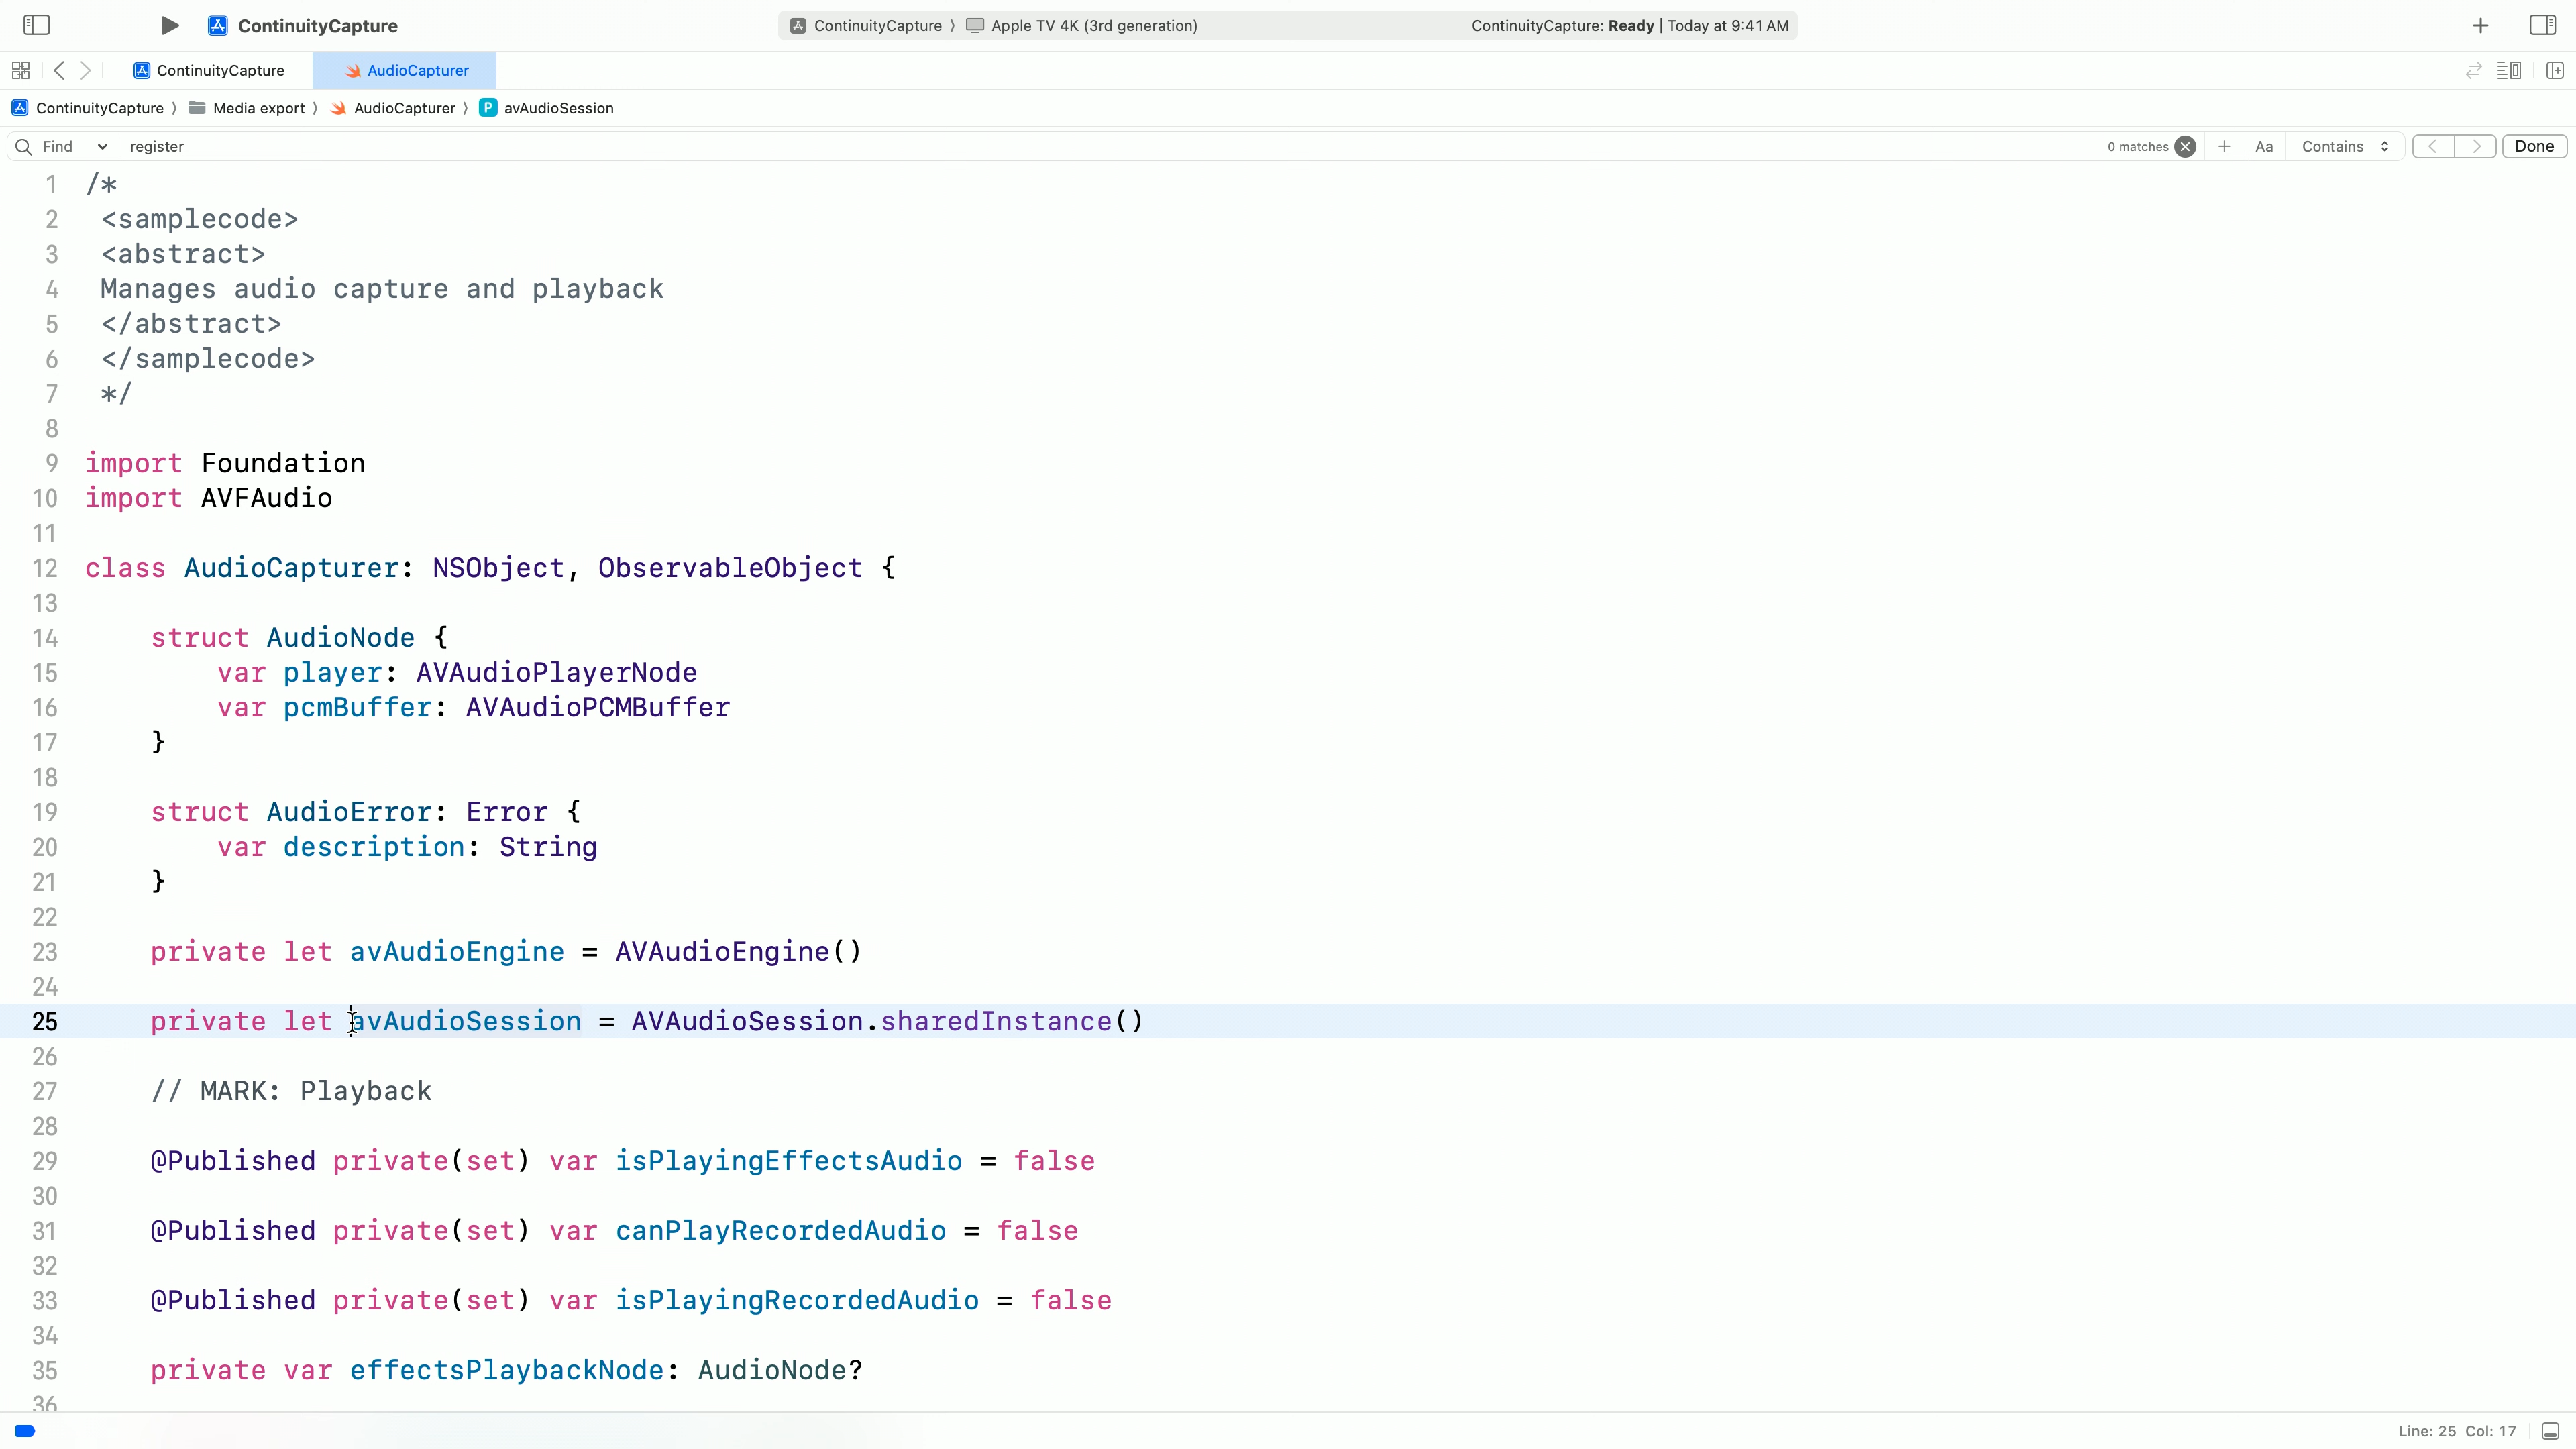 ContinuityCapture
ContinuityCapture 〉 Apple TV 4K (3rd generation)
ContinuityCapture: Ready | Today at 9:41 AM
ContinuityCapture
AudioCapturer
ContinuityCapture 〉 Media export 〉 AudioCapturer 〉 P avAudioSession
Find register 0 matches Aa Contains Done
1 /*
2 <samplecode>
3 <abstract>
4 Manages audio capture and playback
5 </abstract>
6 </samplecode>
7 */
8
9 import Foundation
10 import AVFAudio
11
12 class AudioCapturer: NSObject, ObservableObject {
13
14 struct AudioNode {
15 var player: AVAudioPlayerNode
16 var pcmBuffer: AVAudioPCMBuffer
17 }
18
19 struct AudioError: Error {
20 var description: String
21 }
22
23 private let avAudioEngine = AVAudioEngine()
24
25 private let avAudioSession = AVAudioSession.sharedInstance()
26
27 // MARK: Playback
28
29 @Published private(set) var isPlayingEffectsAudio = false
30
31 @Published private(set) var canPlayRecordedAudio = false
32
33 @Published private(set) var isPlayingRecordedAudio = false
34
35 private var effectsPlaybackNode: AudioNode?
36
Line: 25 Col: 17